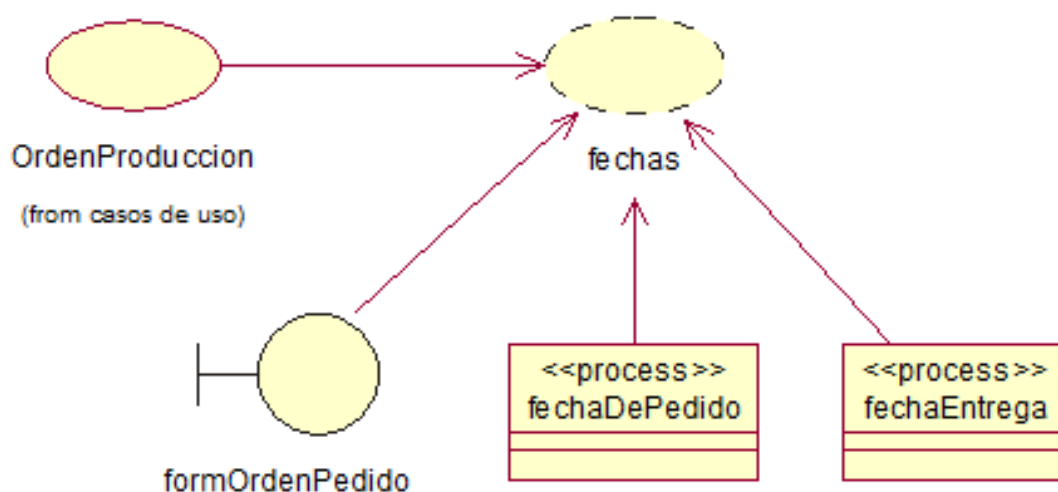 OrdenProduccion
(from casos de uso)
fechas
formOrdenPedido
<<process>>
fechaDePedido
<<process>>
fechaEntrega